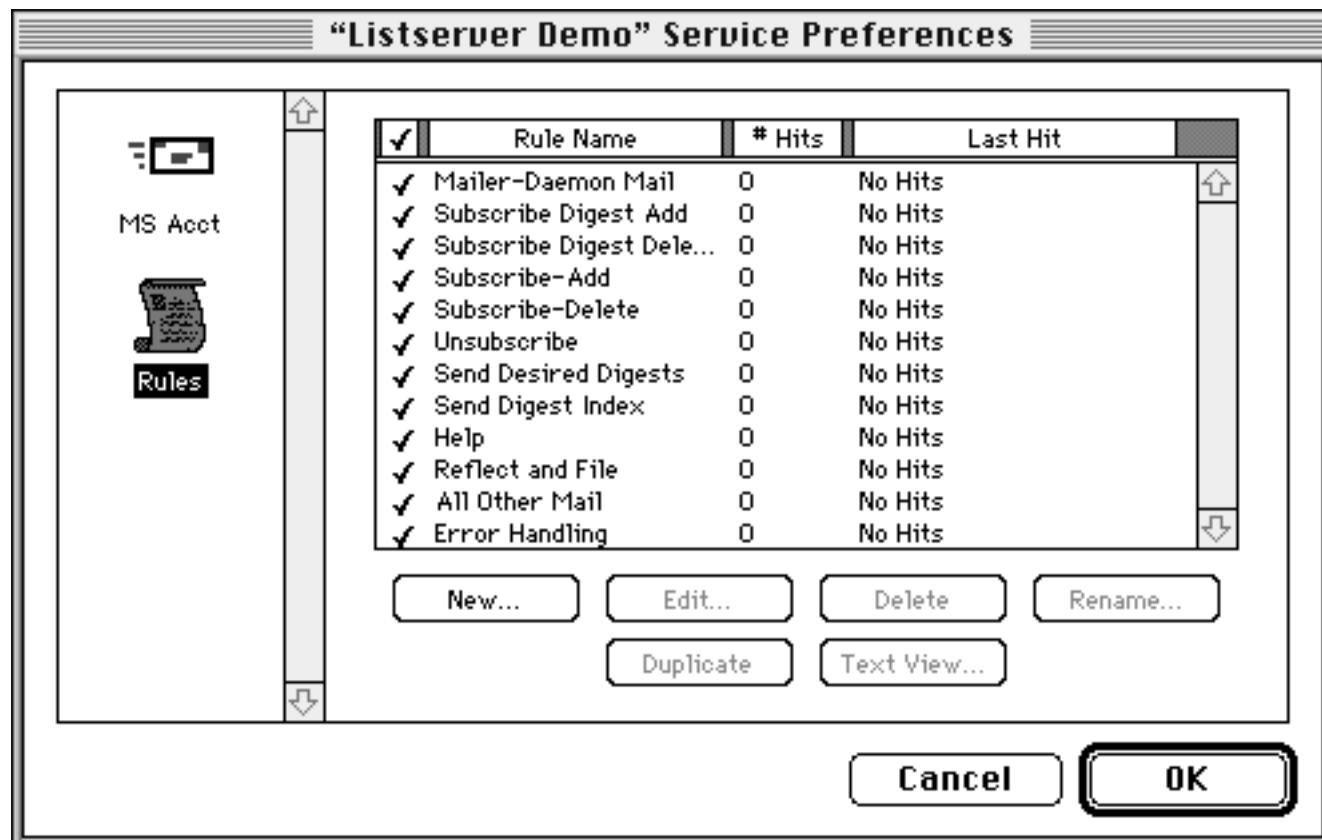 “Listserver Demo” Service Preferences
MS Acct
Rules
✓ Rule Name # Hits Last Hit
✓ Mailer-Daemon Mail 0 No Hits
✓ Subscribe Digest Add 0 No Hits
✓ Subscribe Digest Dele... 0 No Hits
✓ Subscribe-Add 0 No Hits
✓ Subscribe-Delete 0 No Hits
✓ Unsubscribe 0 No Hits
✓ Send Desired Digests 0 No Hits
✓ Send Digest Index 0 No Hits
✓ Help 0 No Hits
✓ Reflect and File 0 No Hits
✓ All Other Mail 0 No Hits
✓ Error Handling 0 No Hits
New... Edit... Delete Rename...
Duplicate Text View...
Cancel OK